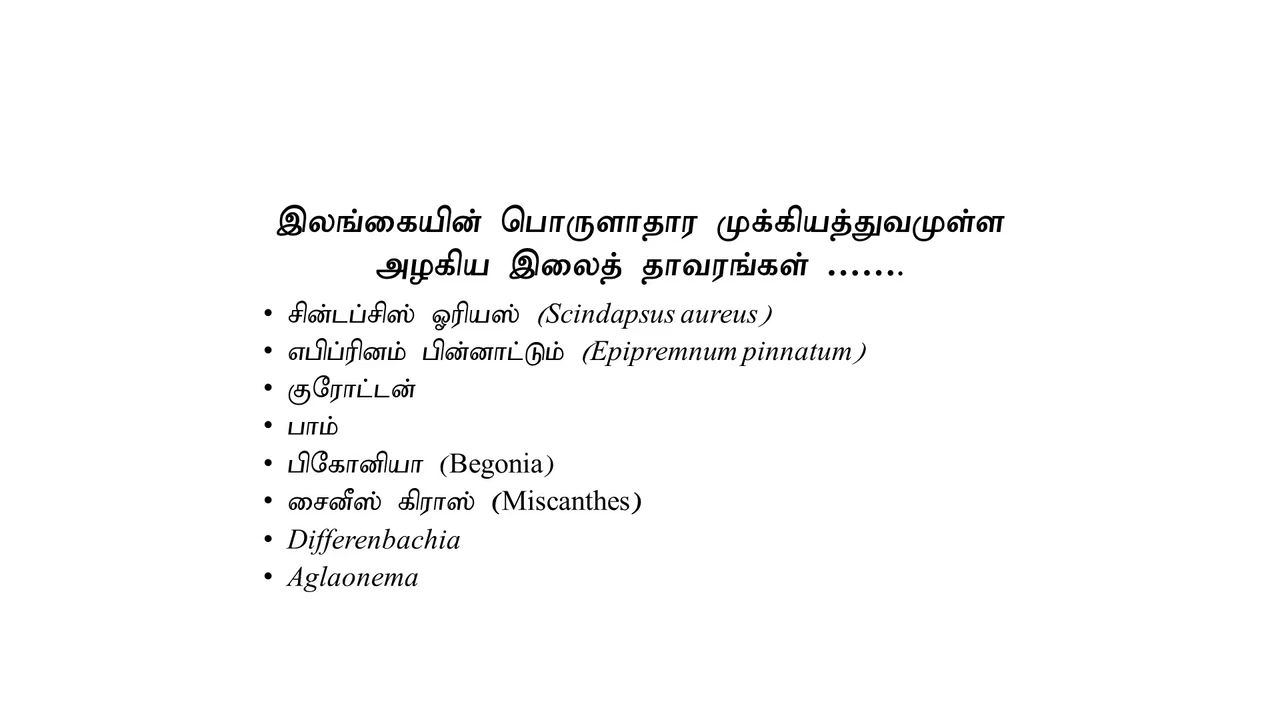 இலங்கையின் பொருளாதார முக்கியத்துவமுள்ள
அழகிய இலைத் தாவரங்கள் …….
• சின்டப்சிஸ் ஓரியஸ் (Scindapsus aureus)
• எபிப்ரினம் பின்னாட்டும் (Epipremnum pinnatum)
• குரோட்டன்
• பாம்
• பிகோனியா (Begonia)
• சைனீஸ் கிராஸ் (Miscanthes)
• Differenbachia
• Aglaonema